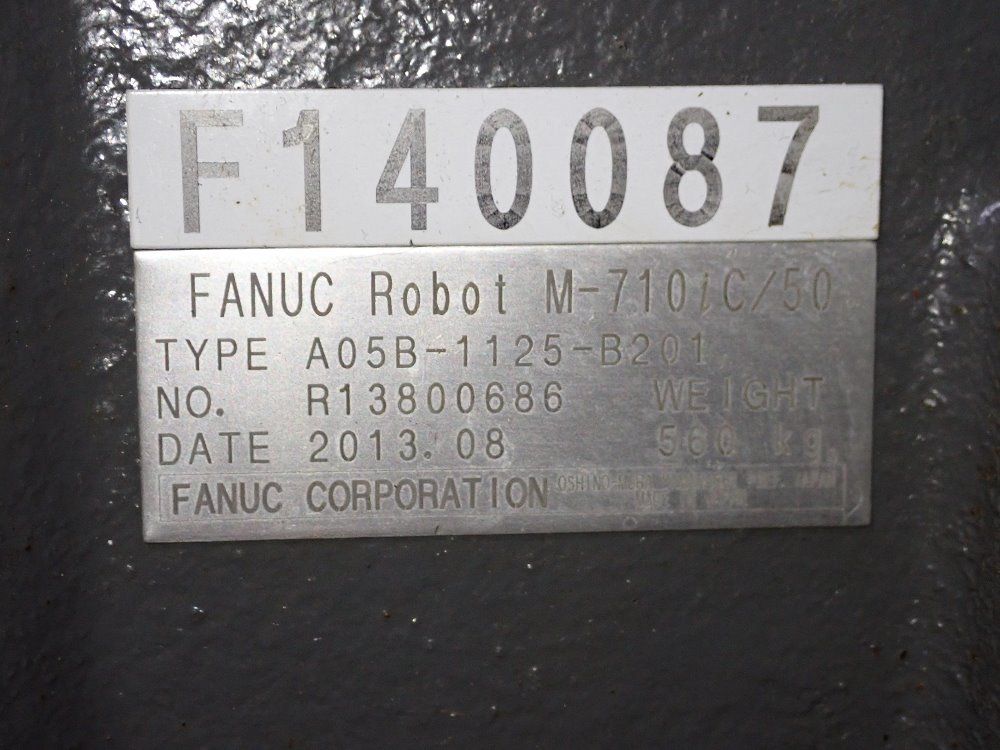 F140087
FANUC Robot M-710iC/50
TYPE A05B-1125-B201
NO. R13800686 WEIGHT
DATE 2013.08 560 kg
FANUC CORPORATION